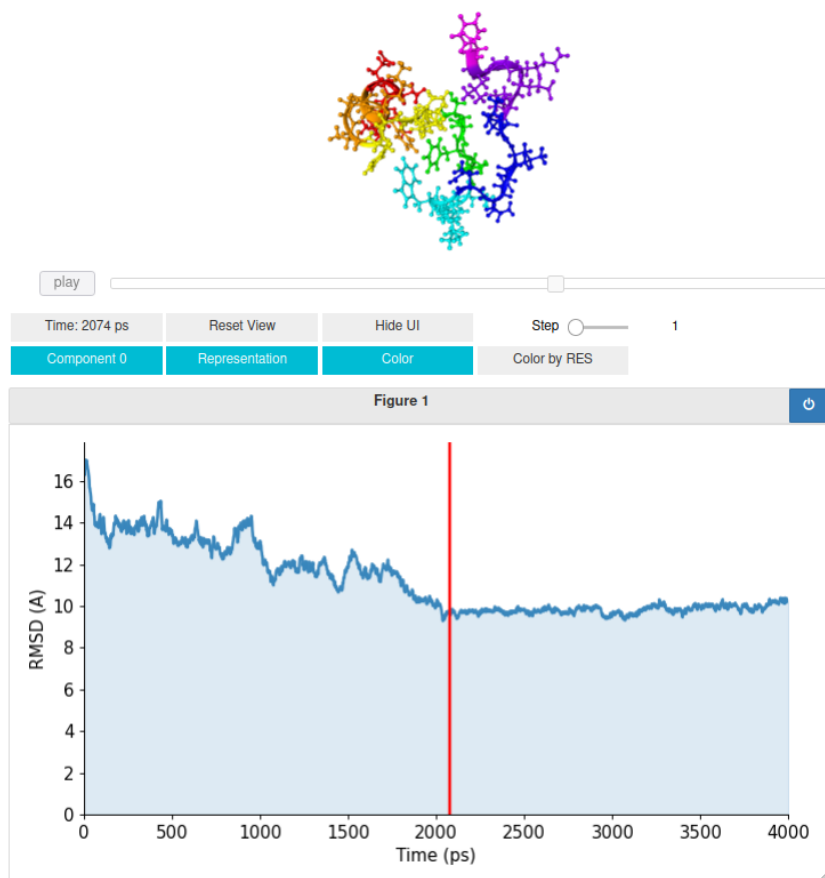 play
Time: 2074 ps Reset View Hide UI Step 1
Component 0 Representation Color Color by RES
Figure 1
16
14
12
10
8
6
4
2
0
RMSD (A)
0 500 1000 1500 2000 2500 3000 3500 4000
Time (ps)